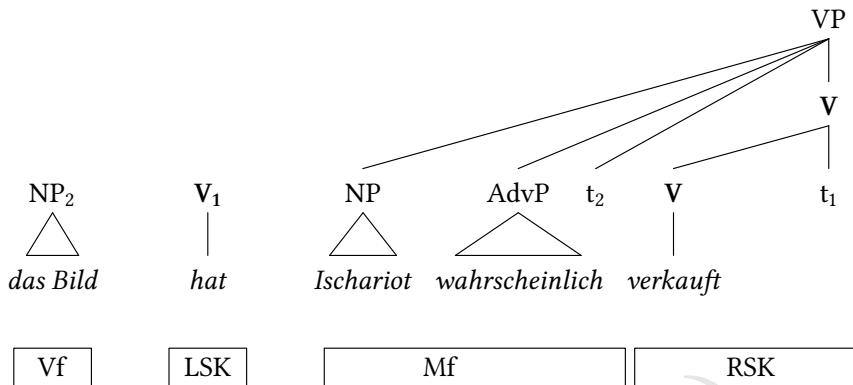 VP
V
NP₂ V₁ NP AdvP t₂ V t₁
das Bild hat Ischariot wahrscheinlich verkauft
Vf LSK Mf RSK